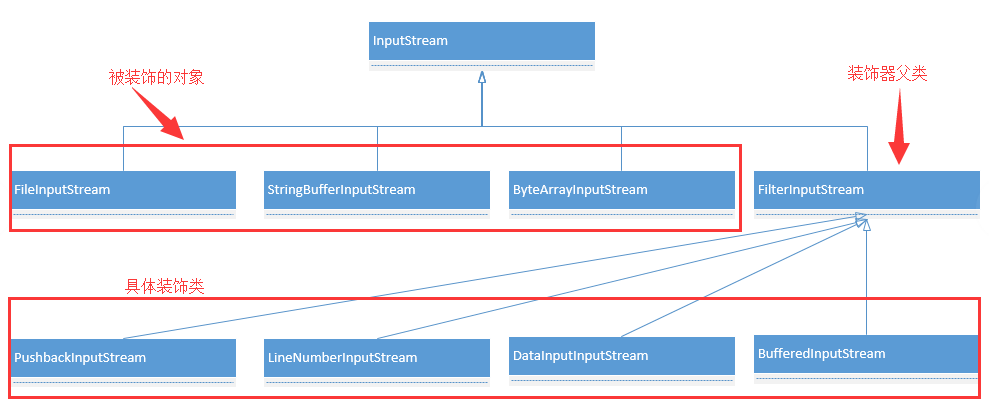 InputStream
被装饰的对象
装饰器父类
FileInputStream
StringBufferInputStream
ByteArrayInputStream
FilterInputStream
具体装饰类
PushbackInputStream
LineNumberInputStream
DataInputInputStream
BufferedInputStream